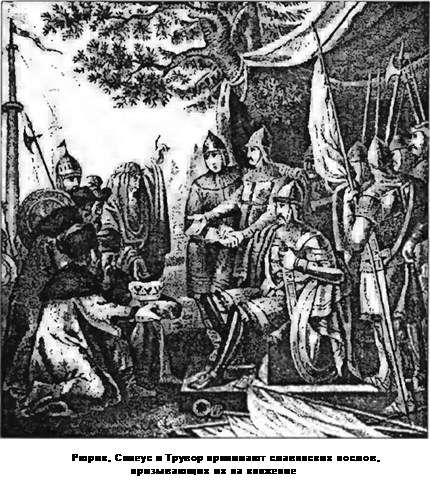 Рюрик, Синеус и Трувор принимают славянских послов,
призывающих их на княжение